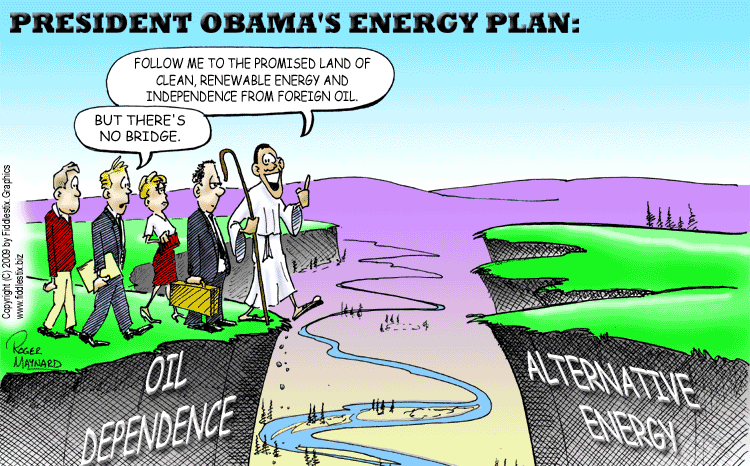 PRESIDENT OBAMA'S ENERGY PLAN:
FOLLOW ME TO THE PROMISED LAND OF
CLEAN, RENEWABLE ENERGY AND
INDEPENDENCE FROM FOREIGN OIL.
BUT THERE'S
NO BRIDGE.
Copyright (C) 2009 by Fiddlestix Graphics
www.fiddlestix.biz
ROGER
MAYNARD
OIL
DEPENDENCE
ALTERNATIVE
ENERGY